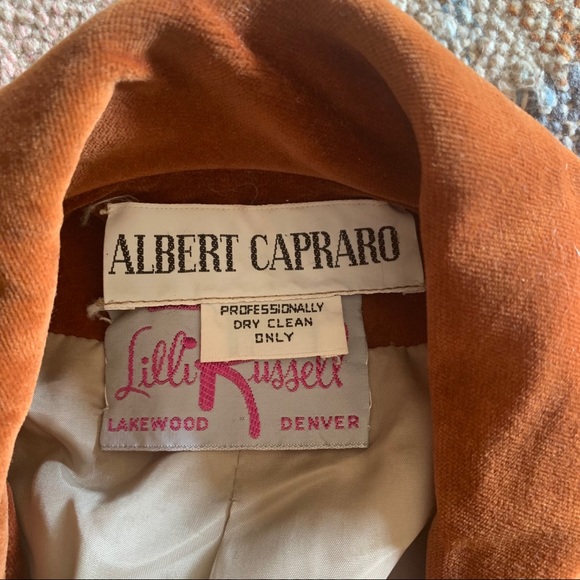 ALBERT CAPRARO
PROFESSIONALLY
DRY CLEAN
ONLY
Lilli Russell
LAKEWOOD DENVER